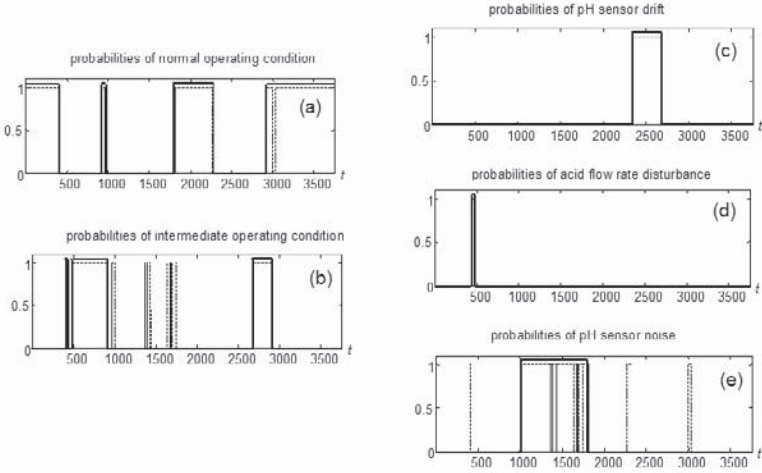 probabilities of normal operating condition
1
0.5
0
(a)
500 1000 1500 2000 2500 3000 3500 t
probabilities of intermediate operating condition
1
0.5
0
(b)
500 1000 1500 2000 2500 3000 3500 t
probabilities of pH sensor drift
1
0.5
0
(c)
500 1000 1500 2000 2500 3000 3500 t
probabilities of acid flow rate disturbance
1
0.5
0
(d)
500 1000 1500 2000 2500 3000 3500 t
probabilities of pH sensor noise
1
0.5
0
(e)
500 1000 1500 2000 2500 3000 3500 t